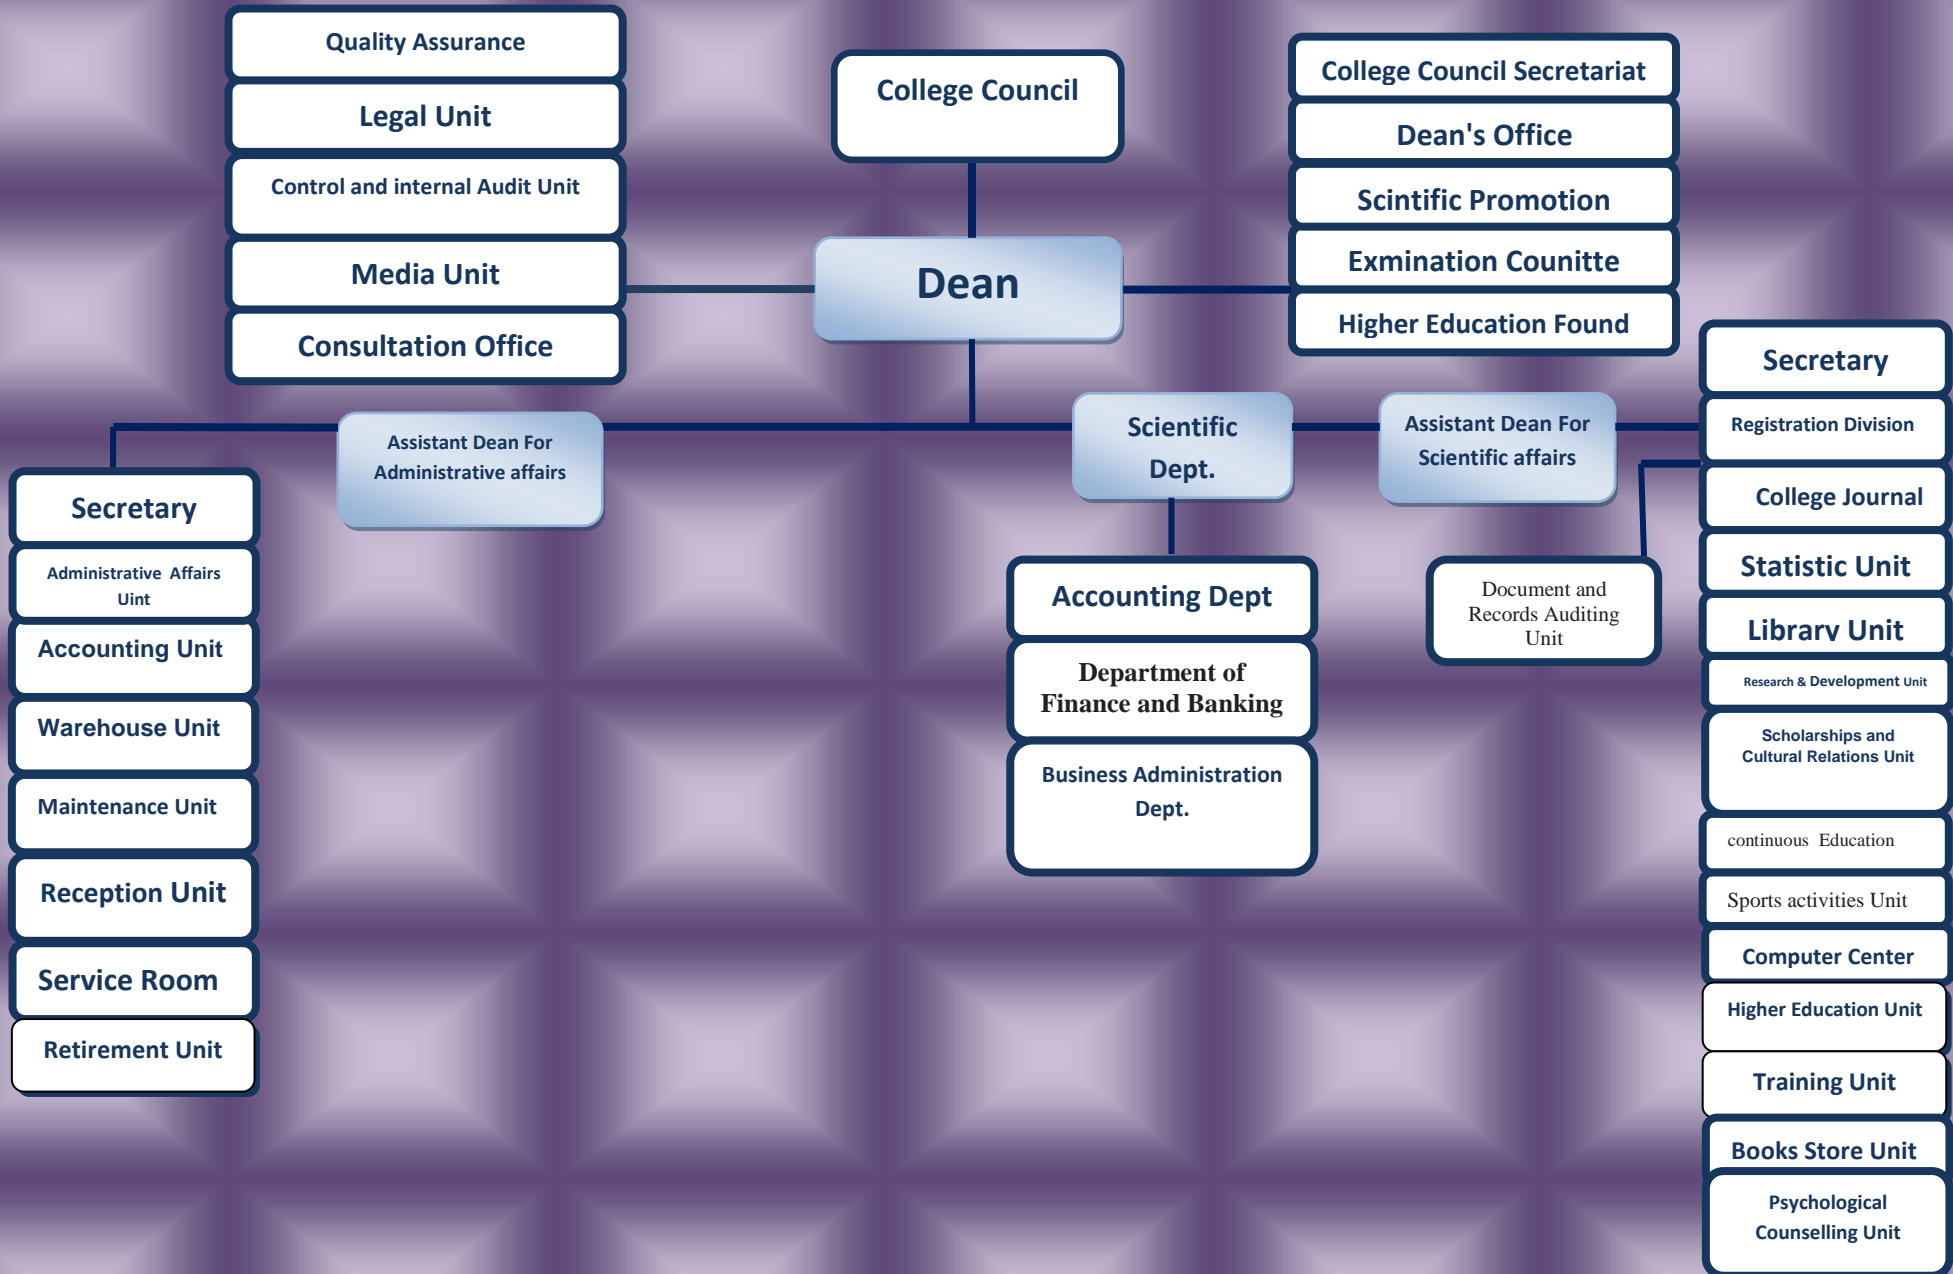 Quality Assurance
Legal Unit
Control and internal Audit Unit
Media Unit
Consultation Office
College Council
Dean
College Council Secretariat
Dean's Office
Scintific Promotion
Exmination Counitte
Higher Education Found
Assistant Dean For
Administrative affairs
Scientific
Dept.
Assistant Dean For
Scientific affairs
Secretary
Administrative Affairs
Uint
Accounting Unit
Warehouse Unit
Maintenance Unit
Reception Unit
Service Room
Retirement Unit
Accounting Dept
Department of
Finance and Banking
Business Administration
Dept.
Document and
Records Auditing
Unit
Secretary
Registration Division
College Journal
Statistic Unit
Library Unit
Research & Development Unit
Scholarships and
Cultural Relations Unit
continuous Education
Sports activities Unit
Computer Center
Higher Education Unit
Training Unit
Books Store Unit
Psychological
Counselling Unit